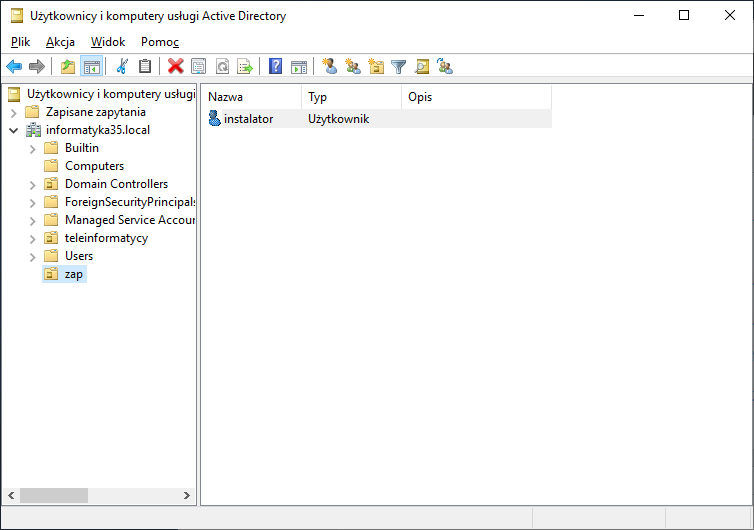 Użytkownicy i komputery usługi Active Directory
Plik Akcja Widok Pomoc
Użytkownicy i komputery usługi
Zapisane zapytania
informatyka35.local
Builtin
Computers
Domain Controllers
ForeignSecurityPrincipals
Managed Service Accour
teleinformatycy
Users
zap
Nazwa Typ Opis
instalator Użytkownik